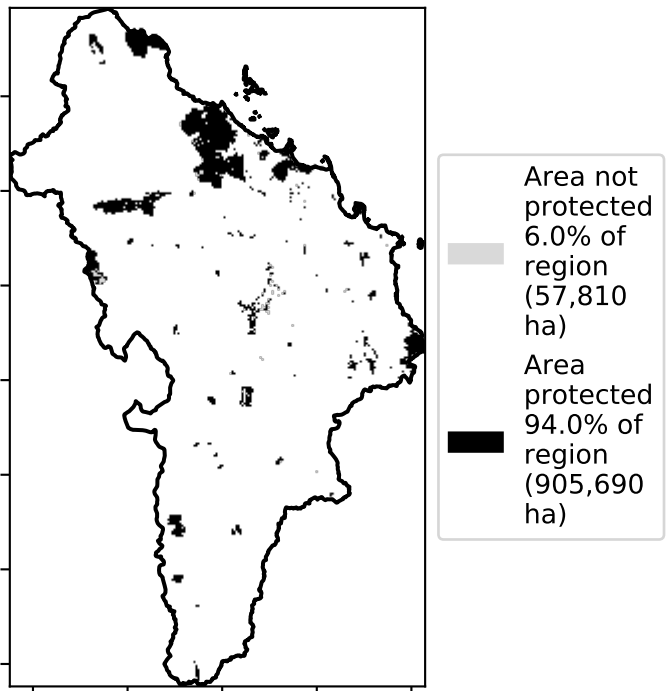 Area not
protected
6.0% of
region
(57,810
ha)
Area
protected
94.0% of
region
(905,690
ha)